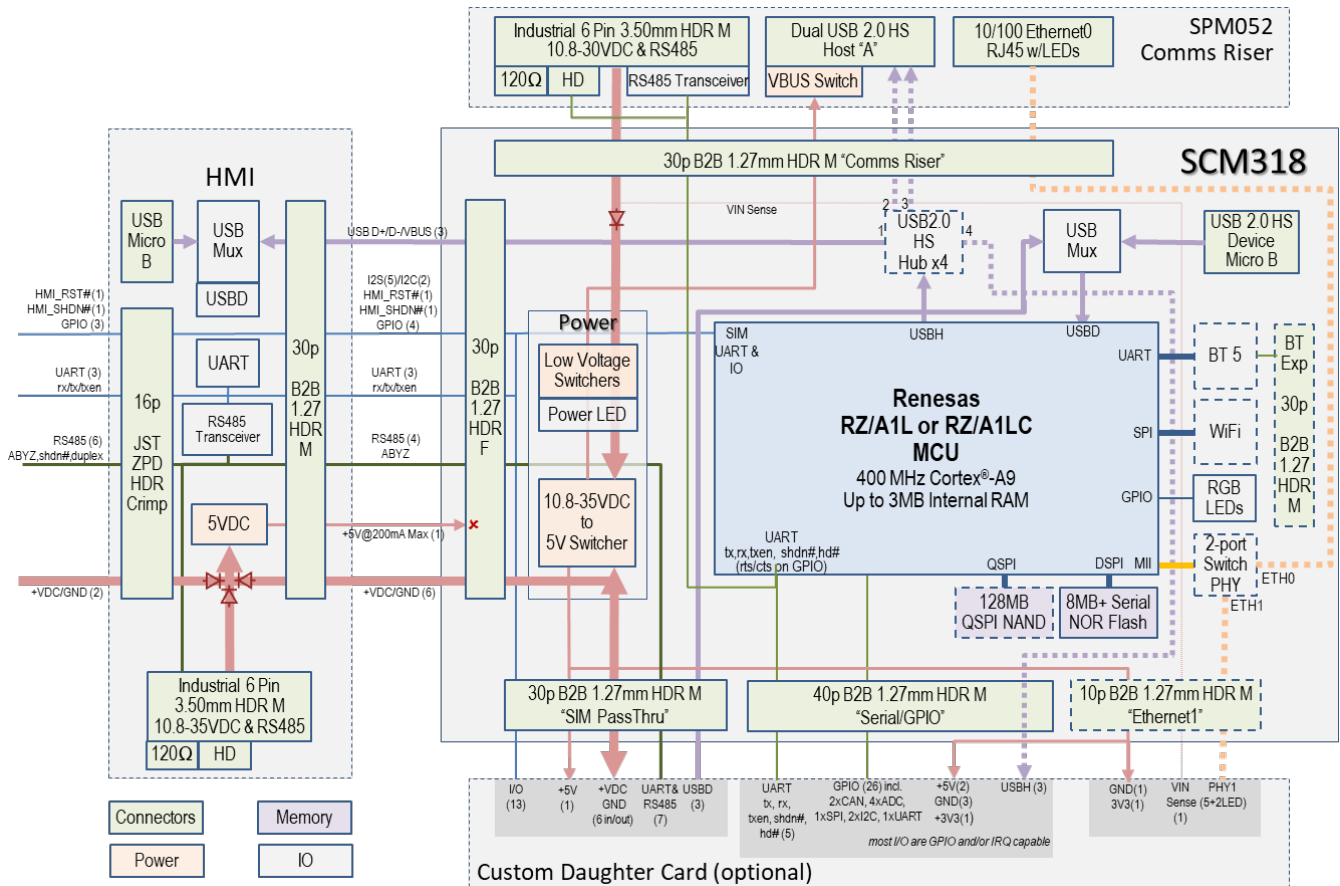 SPM052
Comms Riser
Industrial 6 Pin 3.50mm HDR M
10.8-30VDC & RS485
120Ω
HD
RS485 Transceiver
Dual USB 2.0 HS
Host “A”
VBUS Switch
10/100 Ethernet0
RJ45 w/LEDs
SCM318
30p B2B 1.27mm HDR M “Comms Riser”
HMI
USB
Micro
B
USB
Mux
USBD
USB D+/D-/VBUS (3)
VIN Sense
2
3
1
4
USB2.0
HS
Hub x4
USB
Mux
USB 2.0 HS
Device
Micro B
HMI_RST# (1)
HMI_SHDN# (1)
GPIO (3)
I2S(5)/I2C(2)
HMI_RST# (1)
HMI_SHDN# (1)
GPIO (4)
UART (3)
rx/tx/txen
UART (3)
rx/tx/txen
RS485 (6)
ABYZ,shdn#,duplex
RS485 (4)
ABYZ
+5V@200mA Max (1)
+VDC/GND (2)
+VDC/GND (6)
16p
JST
ZPD
HDR
Crimp
UART
RS485
Transceiver
5VDC
30p
B2B
1.27
HDR
M
30p
B2B
1.27
HDR
F
Power
Low Voltage
Switchers
Power LED
10.8-35VDC
to
5V Switcher
SIM
UART &
IO
USBH
USBD
UART
SPI
GPIO
Renesas
RZ/A1L or RZ/A1LC
MCU
400 MHz Cortex®-A9
Up to 3MB Internal RAM
UART
tx,rx,txen, shdn#,hd#
(rts/cts on GPIO)
QSPI
DSPI
MII
BT 5
WiFi
RGB
LEDs
2-port
Switch
PHY
ETH0
ETH1
BT
Exp
30p
B2B
1.27
HDR
M
128MB
QSPI NAND
8MB+ Serial
NOR Flash
Industrial 6 Pin
3.50mm HDR M
10.8-35VDC & RS485
120Ω
HD
30p B2B 1.27mm HDR M
“SIM PassThru”
40p B2B 1.27mm HDR M
“Serial/GPIO”
10p B2B 1.27mm HDR M
“Ethernet1”
I/O
(13)
+5V
(1)
+VDC
GND
(6 in/out)
UART&
RS485
(7)
USBD
(3)
UART
tx, rx,
txen, shdn#,
hd# (5)
GPIO (26) incl.
2xCAN, 4xADC,
1xSPI, 2xI2C, 1xUART
+5V(2)
GND(3)
+3V3(1)
USBH (3)
most I/O are GPIO and/or IRQ capable
GND(1)
3V3(1)
VIN
Sense
(1)
PHY1
(5+2LED)
Custom Daughter Card (optional)
Connectors
Memory
Power
IO